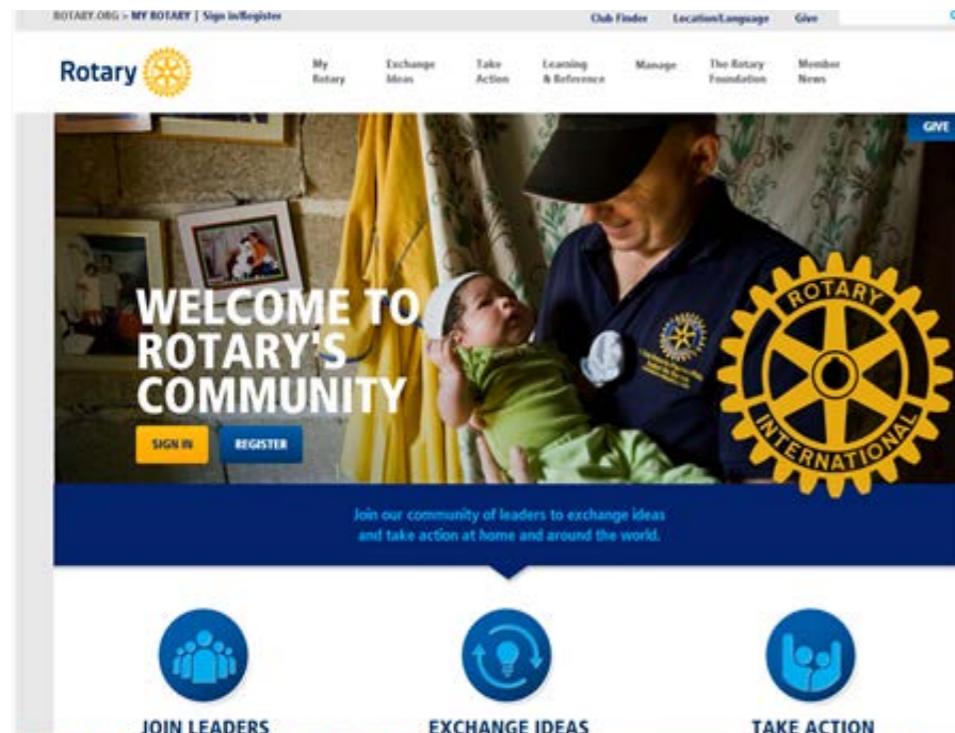 ROTARY.ORG > MY ROTARY | Sign in/Register
Club Finder Location/Language Give
Rotary
My Rotary
Exchange Ideas
Take Action
Learning & Reference
Manage
The Rotary Foundation
Member News
GIVE
WELCOME TO
ROTARY'S
COMMUNITY
SIGN IN REGISTER
ROTARY
INTERNATIONAL
Join our community of leaders to exchange ideas
and take action at home and around the world.
JOIN LEADERS EXCHANGE IDEAS TAKE ACTION